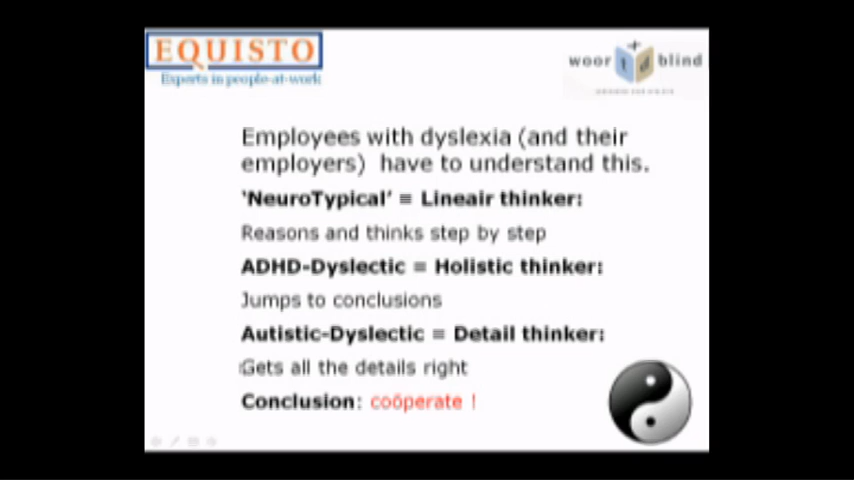 EQUISTO
Experts in people-at-work
woor td blind
Employees with dyslexia (and their
employers) have to understand this.
‘NeuroTypical’ = Lineair thinker:
Reasons and thinks step by step
ADHD-Dyslectic = Holistic thinker:
Jumps to conclusions
Autistic-Dyslectic = Detail thinker:
Gets all the details right
Conclusion: coöperate !